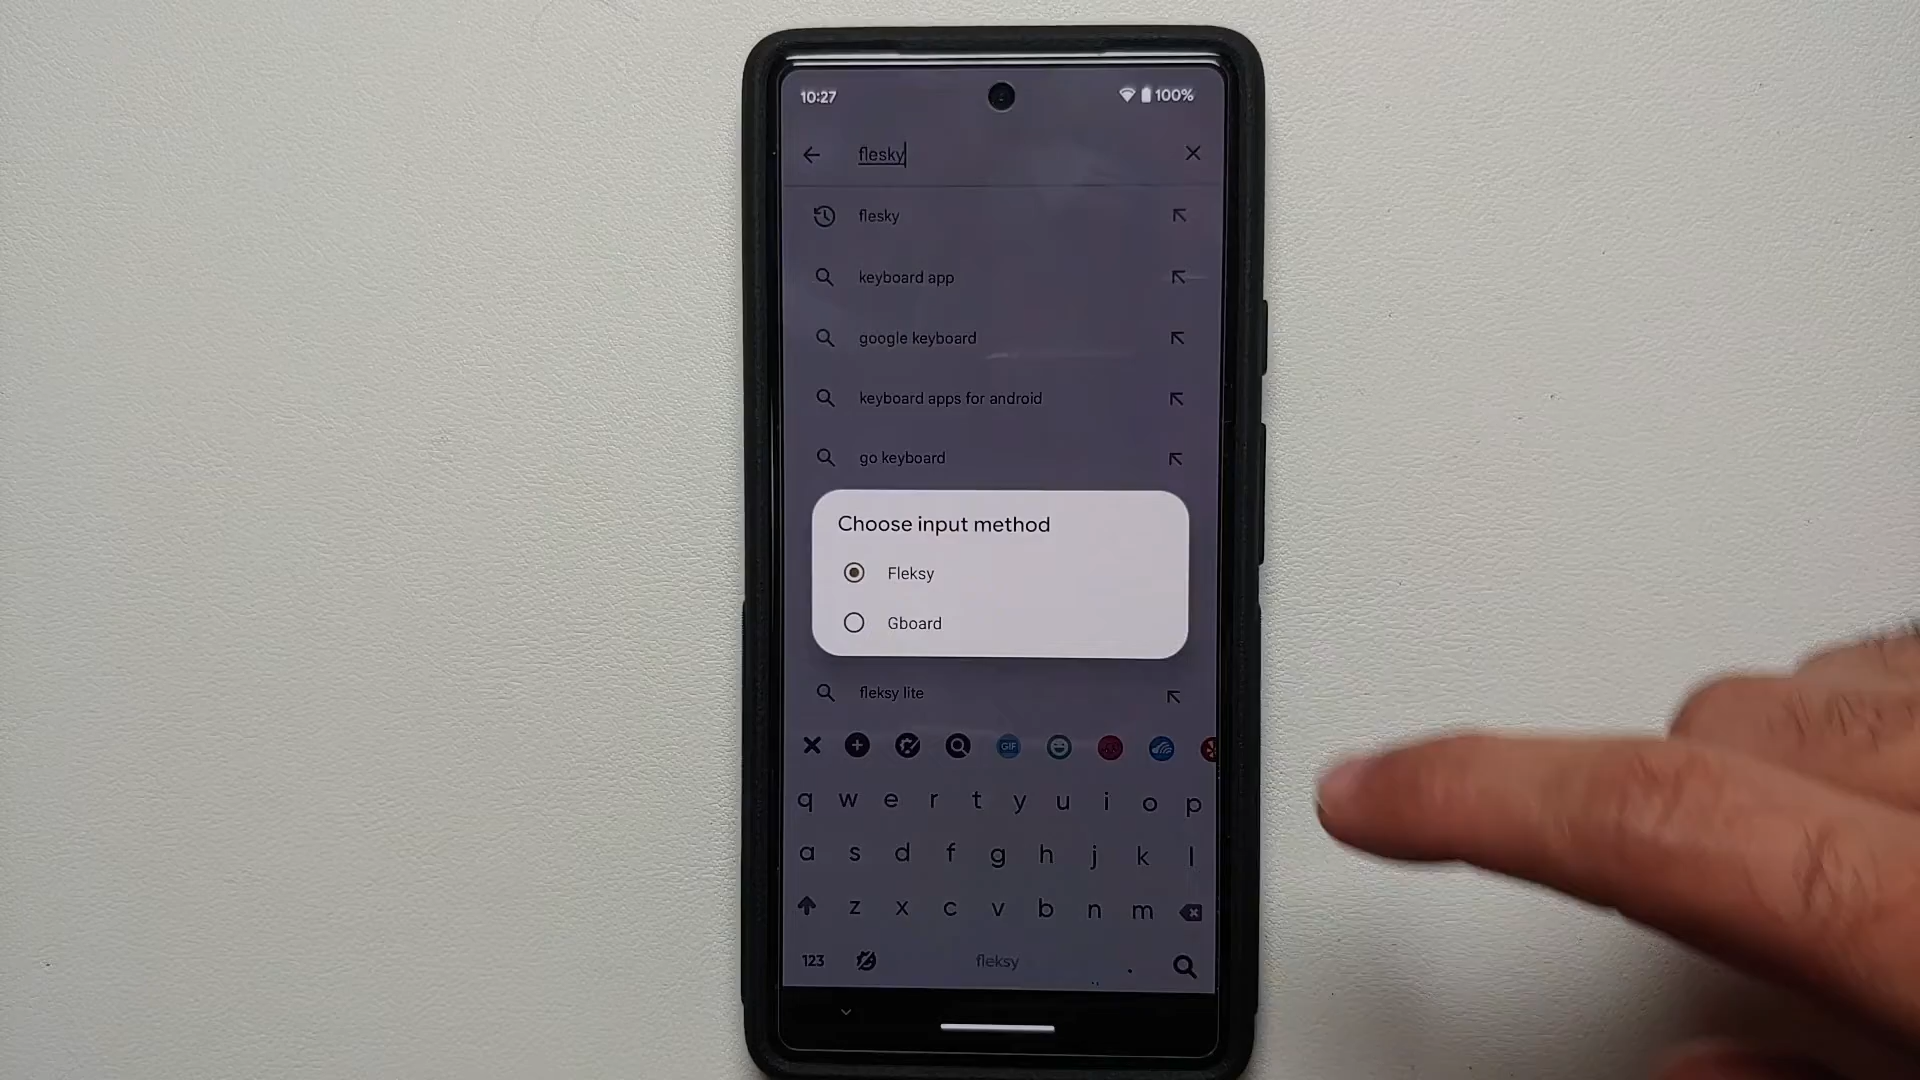 10:27 100%
flesky
flesky
keyboard app
google keyboard
keyboard apps for android
go keyboard
Choose input method
Fleksy
Gboard
fleksy lite
GIF
q w e r t y u i o p
a s d f g h j k l
z x c v b n m
123 fleksy .